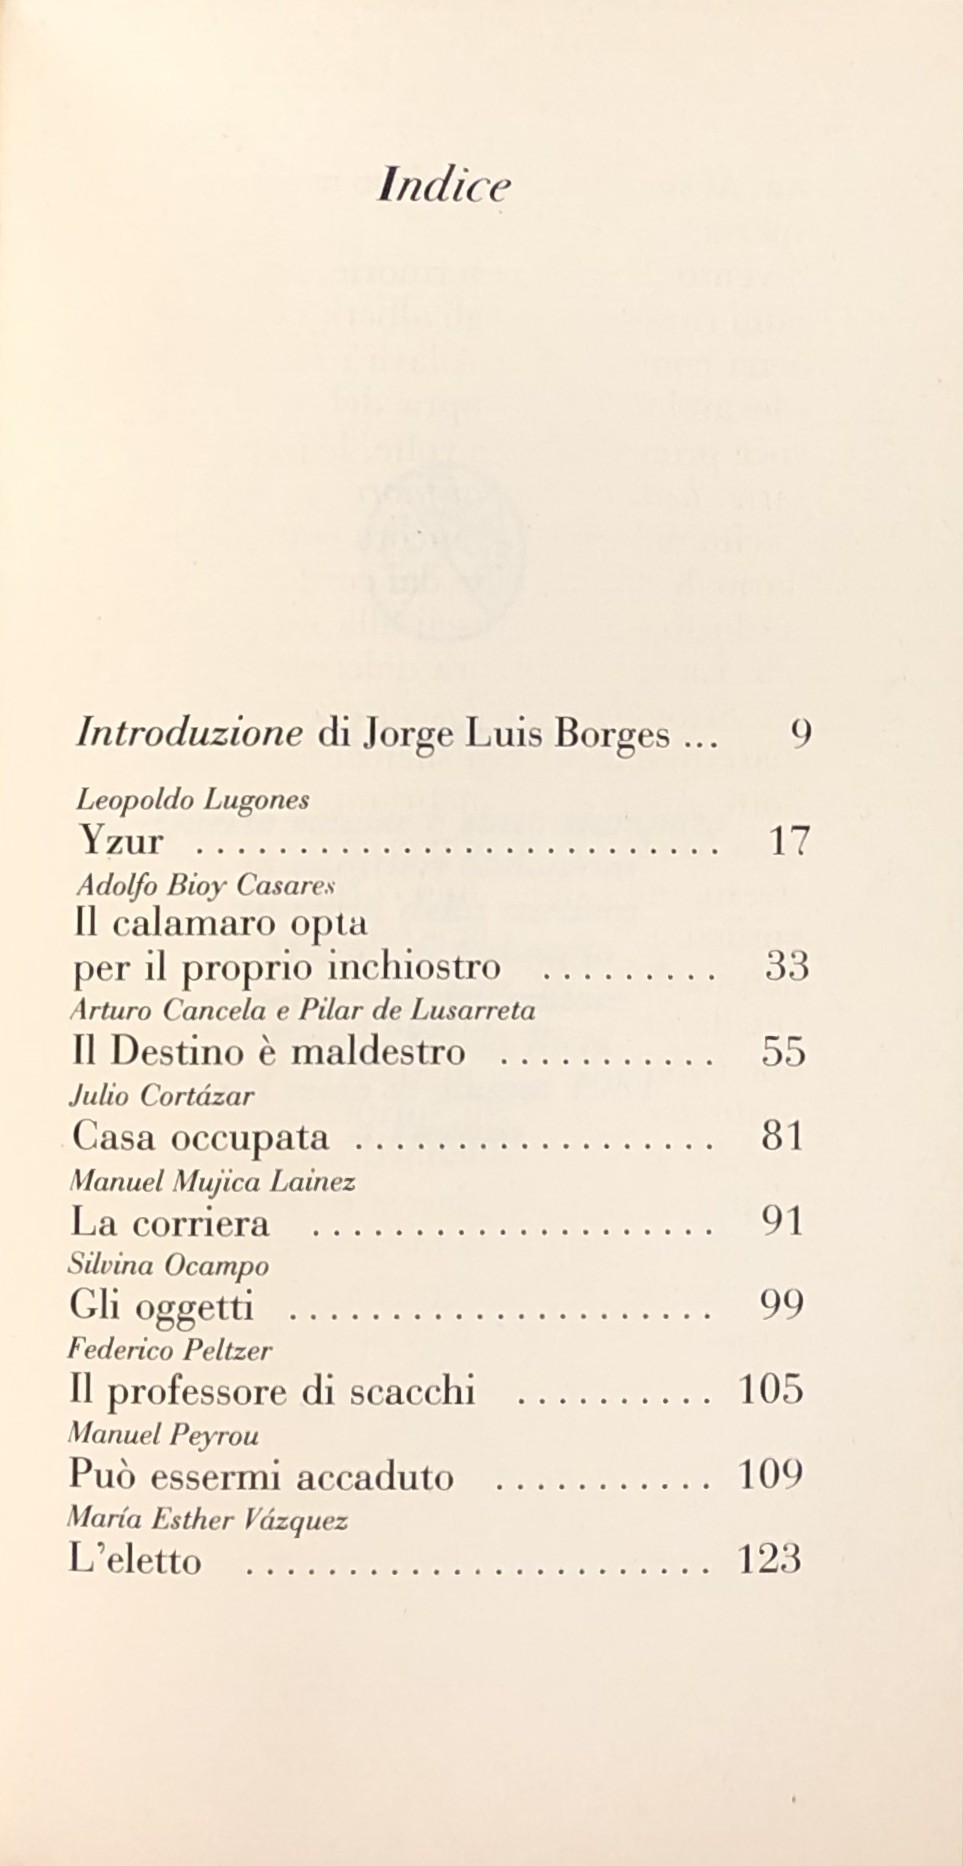 Indice
Introduzione di Jorge Luis Borges ... 9
Leopoldo Lugones
Yzur .......................... 17
Adolfo Bioy Casares
Il calamaro opta
per il proprio inchiostro ......... 33
Arturo Cancela e Pilar de Lusarreta
Il Destino è maldestro ........... 55
Julio Cortázar
Casa occupata .................. 81
Manuel Mujica Lainez
La corriera .................... 91
Silvina Ocampo
Gli oggetti ..................... 99
Federico Peltzer
Il professore di scacchi .......... 105
Manuel Peyrou
Può essermi accaduto ........... 109
María Esther Vázquez
L'eletto ....................... 123